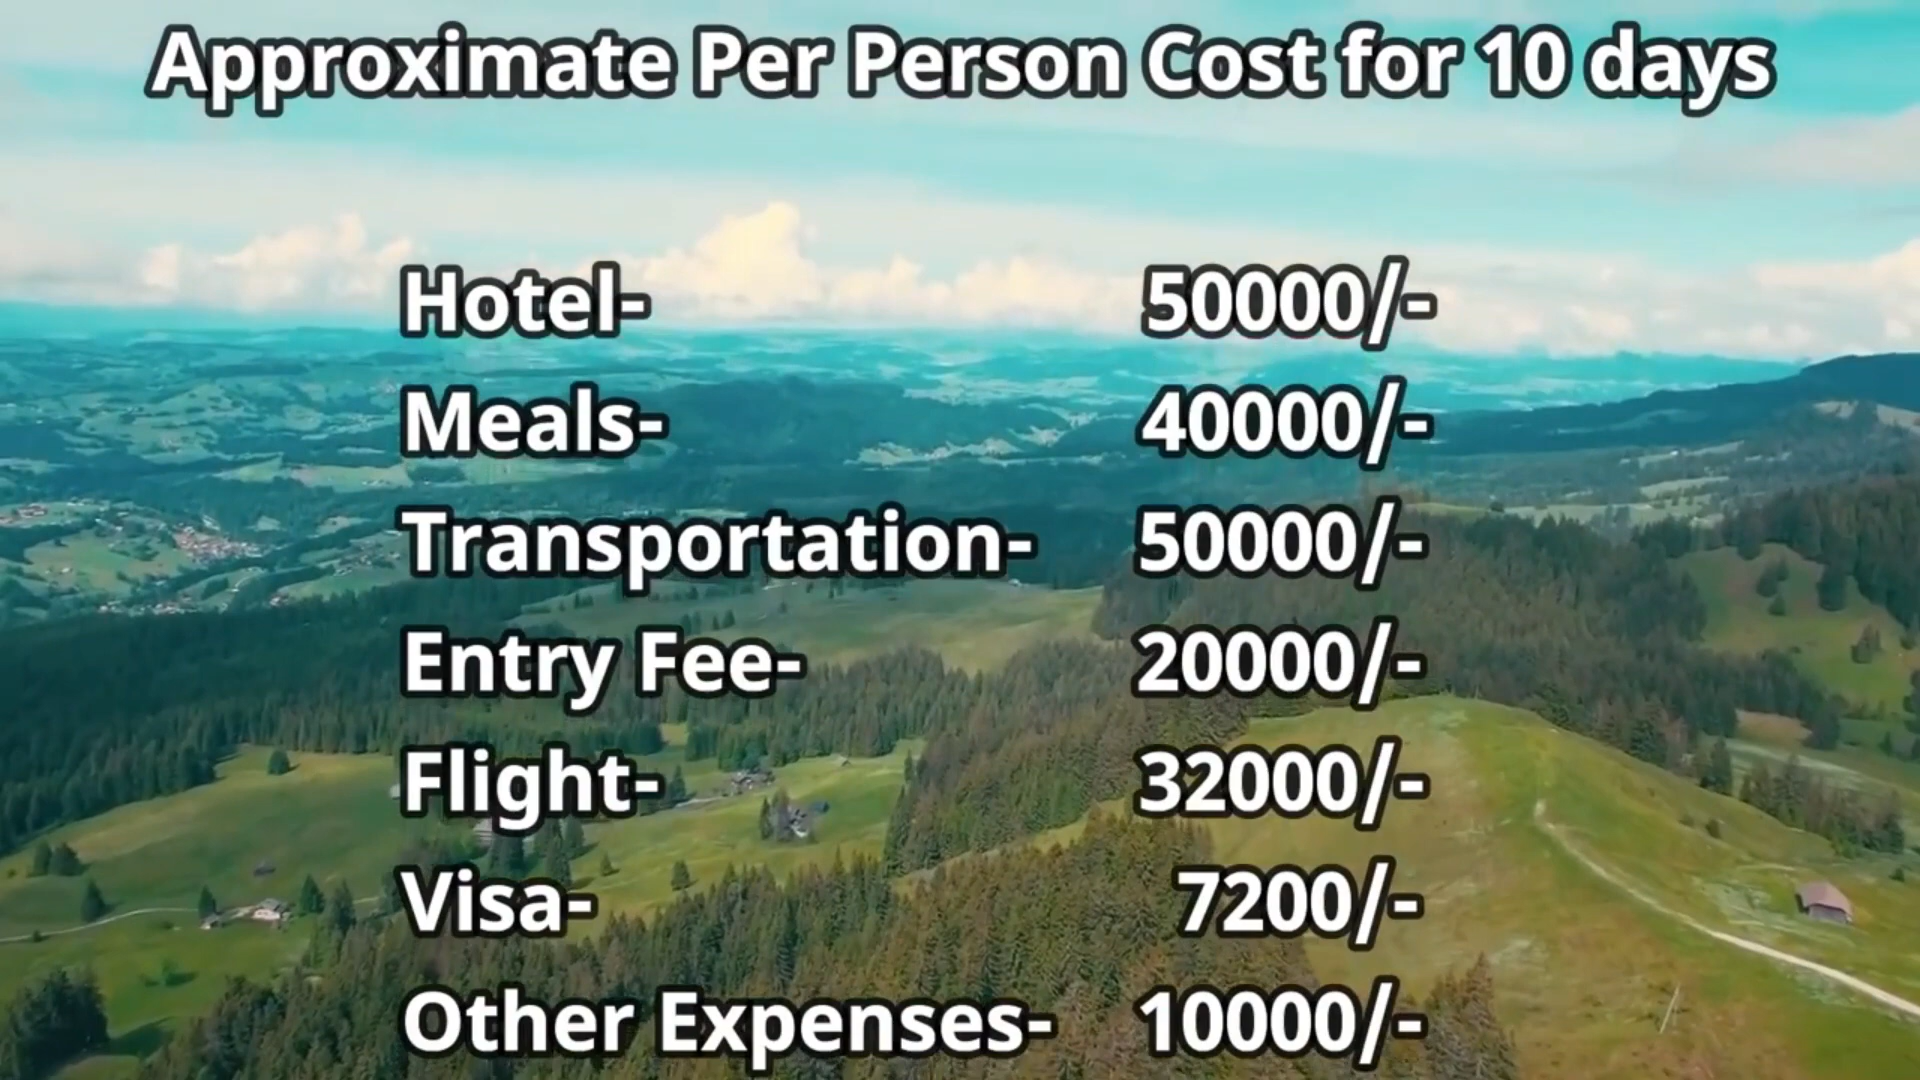 Approximate Per Person Cost for 10 days
Hotel- 50000/-
Meals- 40000/-
Transportation- 50000/-
Entry Fee- 20000/-
Flight- 32000/-
Visa- 7200/-
Other Expenses- 10000/-